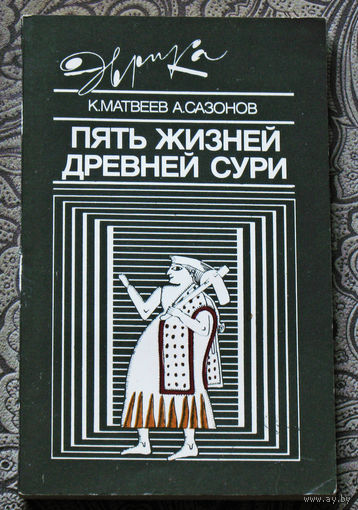 Эврика
К.МАТВЕЕВ А.САЗОНОВ
ПЯТЬ ЖИЗНЕЙ
ДРЕВНЕЙ СУРИ
www.ay.by